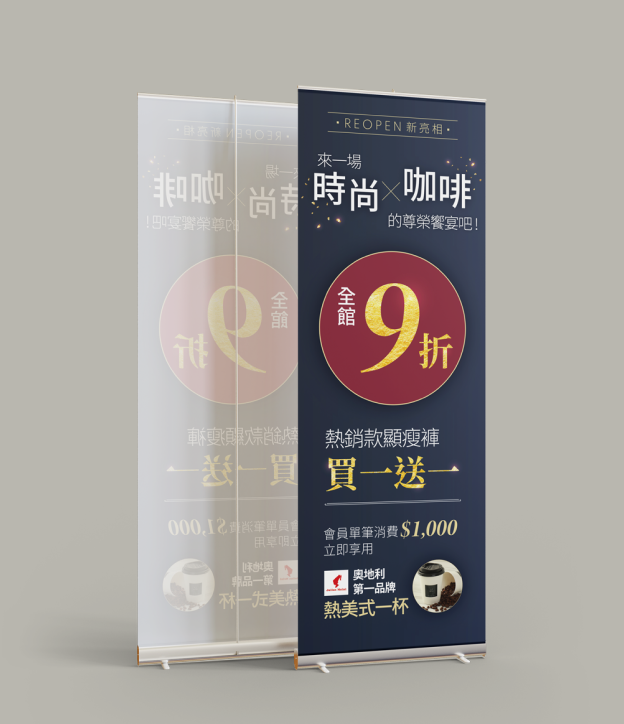 • REOPEN 新亮相 •
來一場
時尚×咖啡
的尊榮饗宴吧！
全館
9折
熱銷款顯瘦褲
買一送一
會員單筆消費 $1,000
立即享用
奧地利
第一品牌
熱美式一杯